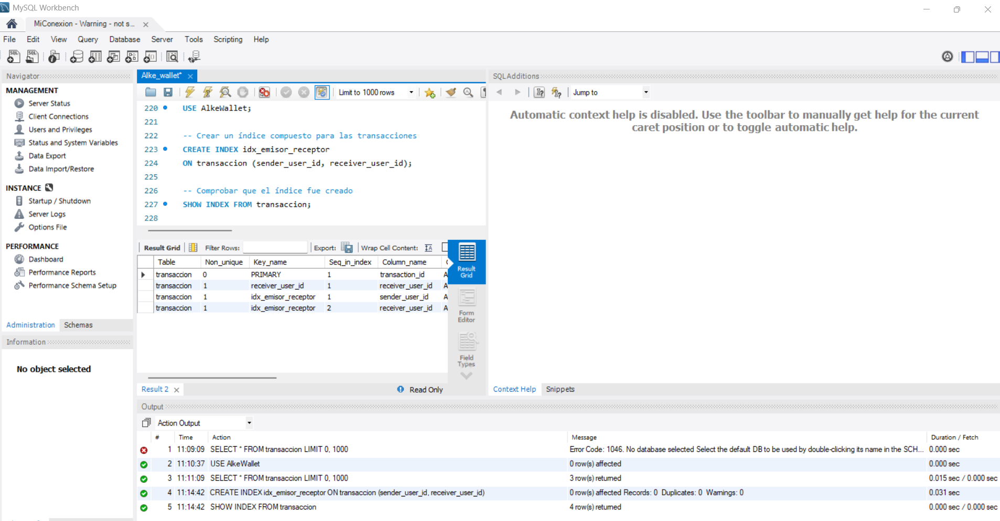 MySQL Workbench
MiConexion - Warning - not s...
File Edit View Query Database Server Tools Scripting Help
Navigator
MANAGEMENT
Server Status
Client Connections
Users and Privileges
Status and System Variables
Data Export
Data Import/Restore
INSTANCE
Startup / Shutdown
Server Logs
Options File
PERFORMANCE
Dashboard
Performance Reports
Performance Schema Setup
Administration Schemas
Information
No object selected
Alke_wallet*
Limit to 1000 rows
220 USE AlkeWallet;
221
222 -- Crear un índice compuesto para las transacciones
223 CREATE INDEX idx_emisor_receptor
224 ON transaccion (sender_user_id, receiver_user_id);
225
226 -- Comprobar que el índice fue creado
227 SHOW INDEX FROM transaccion;
228
Result Grid Filter Rows: Export: Wrap Cell Content:
Table Non_unique Key_name Seq_in_index Column_name
transaccion 0 PRIMARY 1 transaction_id A
transaccion 1 receiver_user_id 1 receiver_user_id A
transaccion 1 idx_emisor_receptor 1 sender_user_id A
transaccion 1 idx_emisor_receptor 2 receiver_user_id A
Result Grid
Form Editor
Field Types
Result 2 Read Only
SQLAdditions
Jump to
Automatic context help is disabled. Use the toolbar to manually get help for the current
caret position or to toggle automatic help.
Context Help Snippets
Output
Action Output
# Time Action Message Duration / Fetch
1 11:09:09 SELECT * FROM transaccion LIMIT 0, 1000 Error Code: 1046. No database selected Select the default DB to be used by double-clicking its name in the SCH... 0.000 sec
2 11:10:37 USE AlkeWallet 0 row(s) affected 0.000 sec
3 11:11:09 SELECT * FROM transaccion LIMIT 0, 1000 3 row(s) returned 0.015 sec / 0.000 sec
4 11:14:42 CREATE INDEX idx_emisor_receptor ON transaccion (sender_user_id, receiver_user_id) 0 row(s) affected Records: 0 Duplicates: 0 Warnings: 0 0.031 sec
5 11:14:42 SHOW INDEX FROM transaccion 4 row(s) returned 0.000 sec / 0.000 sec